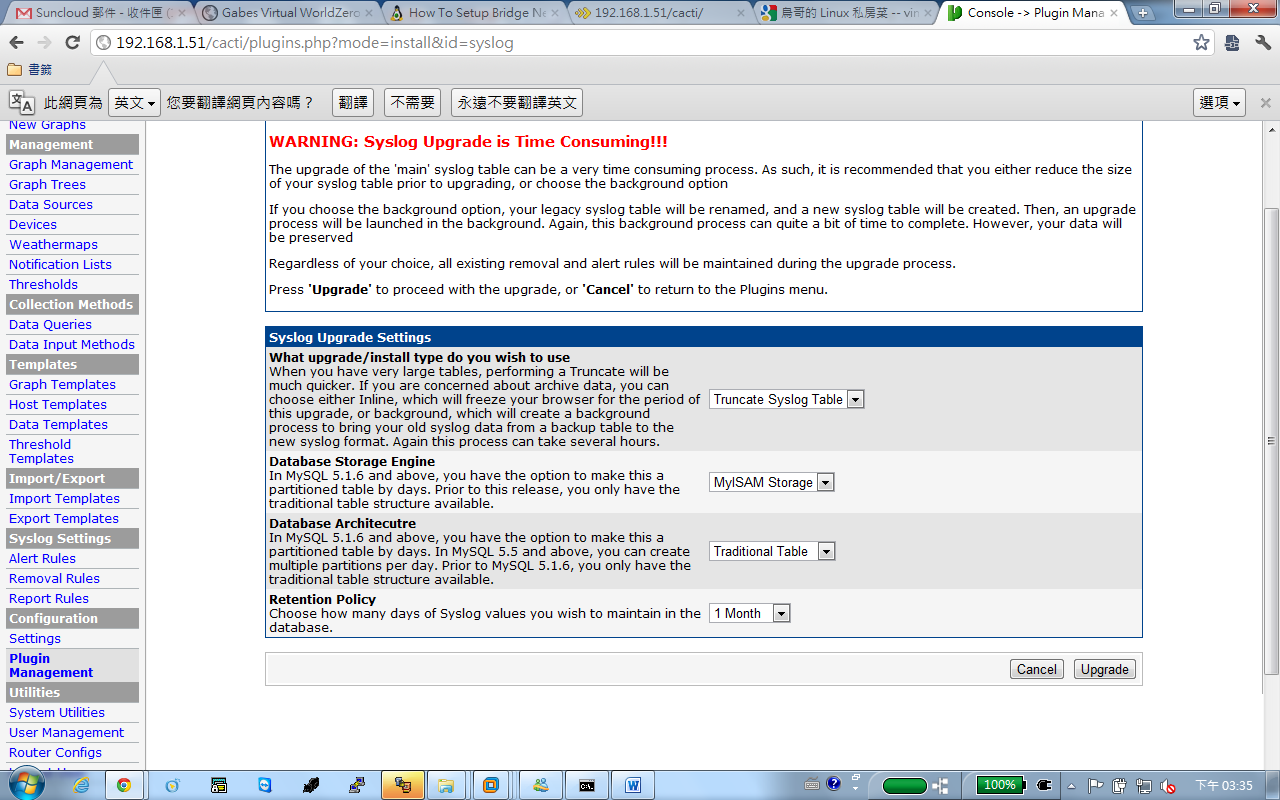 Suncloud 郵件 - 收件匣 (
Gabes Virtual WorldZero
How To Setup Bridge Ne
192.168.1.51/cacti/
鳥哥的 Linux 私房菜 -- vin
Console -> Plugin Mana
192.168.1.51/cacti/plugins.php?mode=install&id=syslog
書籤
此網頁為 英文 您要翻譯網頁內容嗎？ 翻譯 不需要 永遠不要翻譯英文 選項
New Graphs
Management
Graph Management
Graph Trees
Data Sources
Devices
Weathermaps
Notification Lists
Thresholds
Collection Methods
Data Queries
Data Input Methods
Templates
Graph Templates
Host Templates
Data Templates
Threshold
Templates
Import/Export
Import Templates
Export Templates
Syslog Settings
Alert Rules
Removal Rules
Report Rules
Configuration
Settings
Plugin
Management
Utilities
System Utilities
User Management
Router Configs
WARNING: Syslog Upgrade is Time Consuming!!!
The upgrade of the 'main' syslog table can be a very time consuming process. As such, it is recommended that you either reduce the size
of your syslog table prior to upgrading, or choose the background option
If you choose the background option, your legacy syslog table will be renamed, and a new syslog table will be created. Then, an upgrade
process will be launched in the background. Again, this background process can quite a bit of time to complete. However, your data will
be preserved
Regardless of your choice, all existing removal and alert rules will be maintained during the upgrade process.
Press 'Upgrade' to proceed with the upgrade, or 'Cancel' to return to the Plugins menu.
Syslog Upgrade Settings
What upgrade/install type do you wish to use
When you have very large tables, performing a Truncate will be
much quicker. If you are concerned about archive data, you can
choose either Inline, which will freeze your browser for the period of
this upgrade, or background, which will create a background
process to bring your old syslog data from a backup table to the
new syslog format. Again this process can take several hours.
Truncate Syslog Table
Database Storage Engine
In MySQL 5.1.6 and above, you have the option to make this a
partitioned table by days. Prior to this release, you only have the
traditional table structure available.
MyISAM Storage
Database Architecutre
In MySQL 5.1.6 and above, you have the option to make this a
partitioned table by days. In MySQL 5.5 and above, you can create
multiple partitions per day. Prior to MySQL 5.1.6, you only have the
traditional table structure available.
Traditional Table
Retention Policy
Choose how many days of Syslog values you wish to maintain in the
database.
1 Month
Cancel Upgrade
100%
下午 03:35